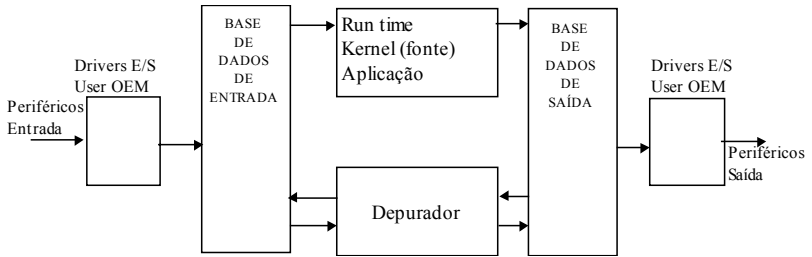 Periféricos
Entrada
Drivers E/S
User OEM
BASE
DE
DADOS
DE
ENTRADA
Run time
Kernel (fonte)
Aplicação
Depurador
BASE
DE
DADOS
DE
SAÍDA
Drivers E/S
User OEM
Periféricos
Saída